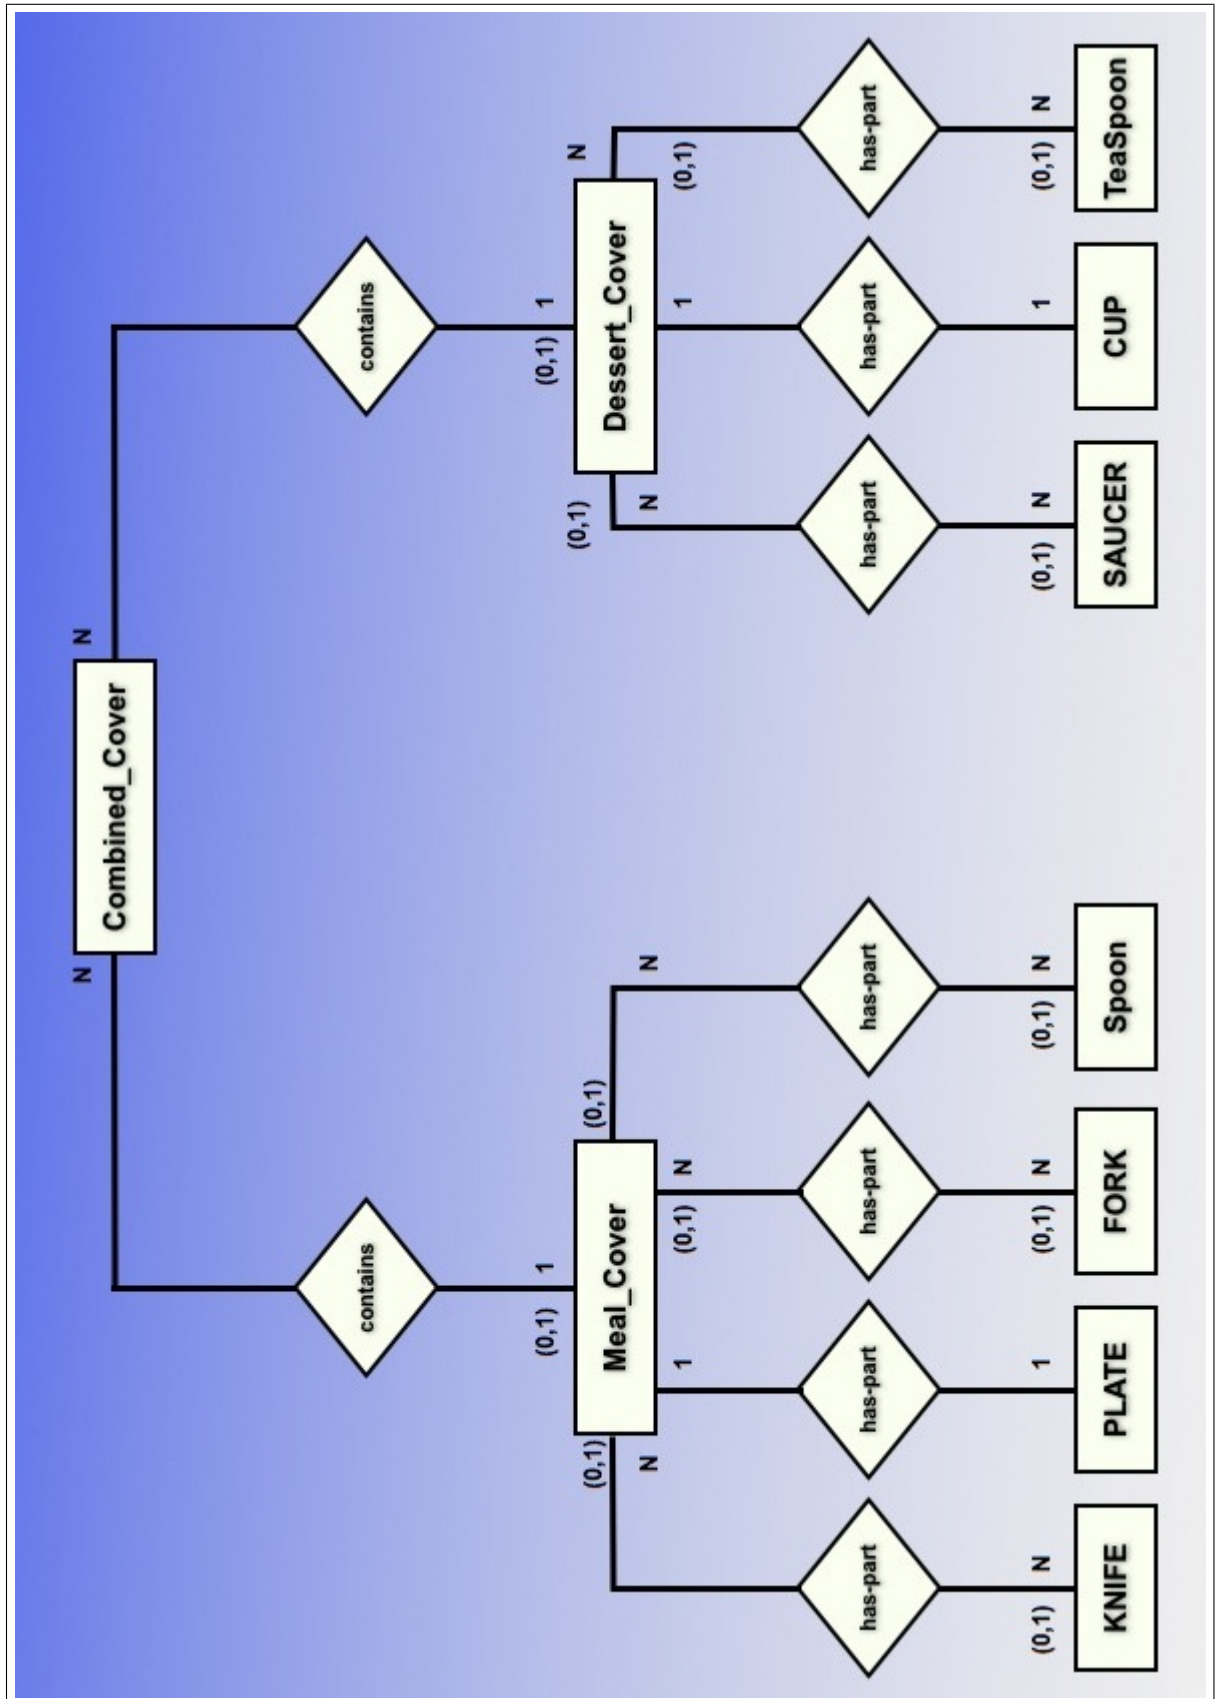 N
N
Combined_Cover
contains
contains
(0,1)
1
(0,1)
1
(0,1)
N
(0,1)
(0,1)
Meal_Cover
Dessert_Cover
N
N
N
1
(0,1)
N
1
(0,1)
has-part
has-part
has-part
has-part
has-part
has-part
has-part
(0,1)
N
1
(0,1)
N
(0,1)
N
(0,1)
N
1
(0,1)
N
KNIFE
PLATE
FORK
Spoon
SAUCER
CUP
TeaSpoon